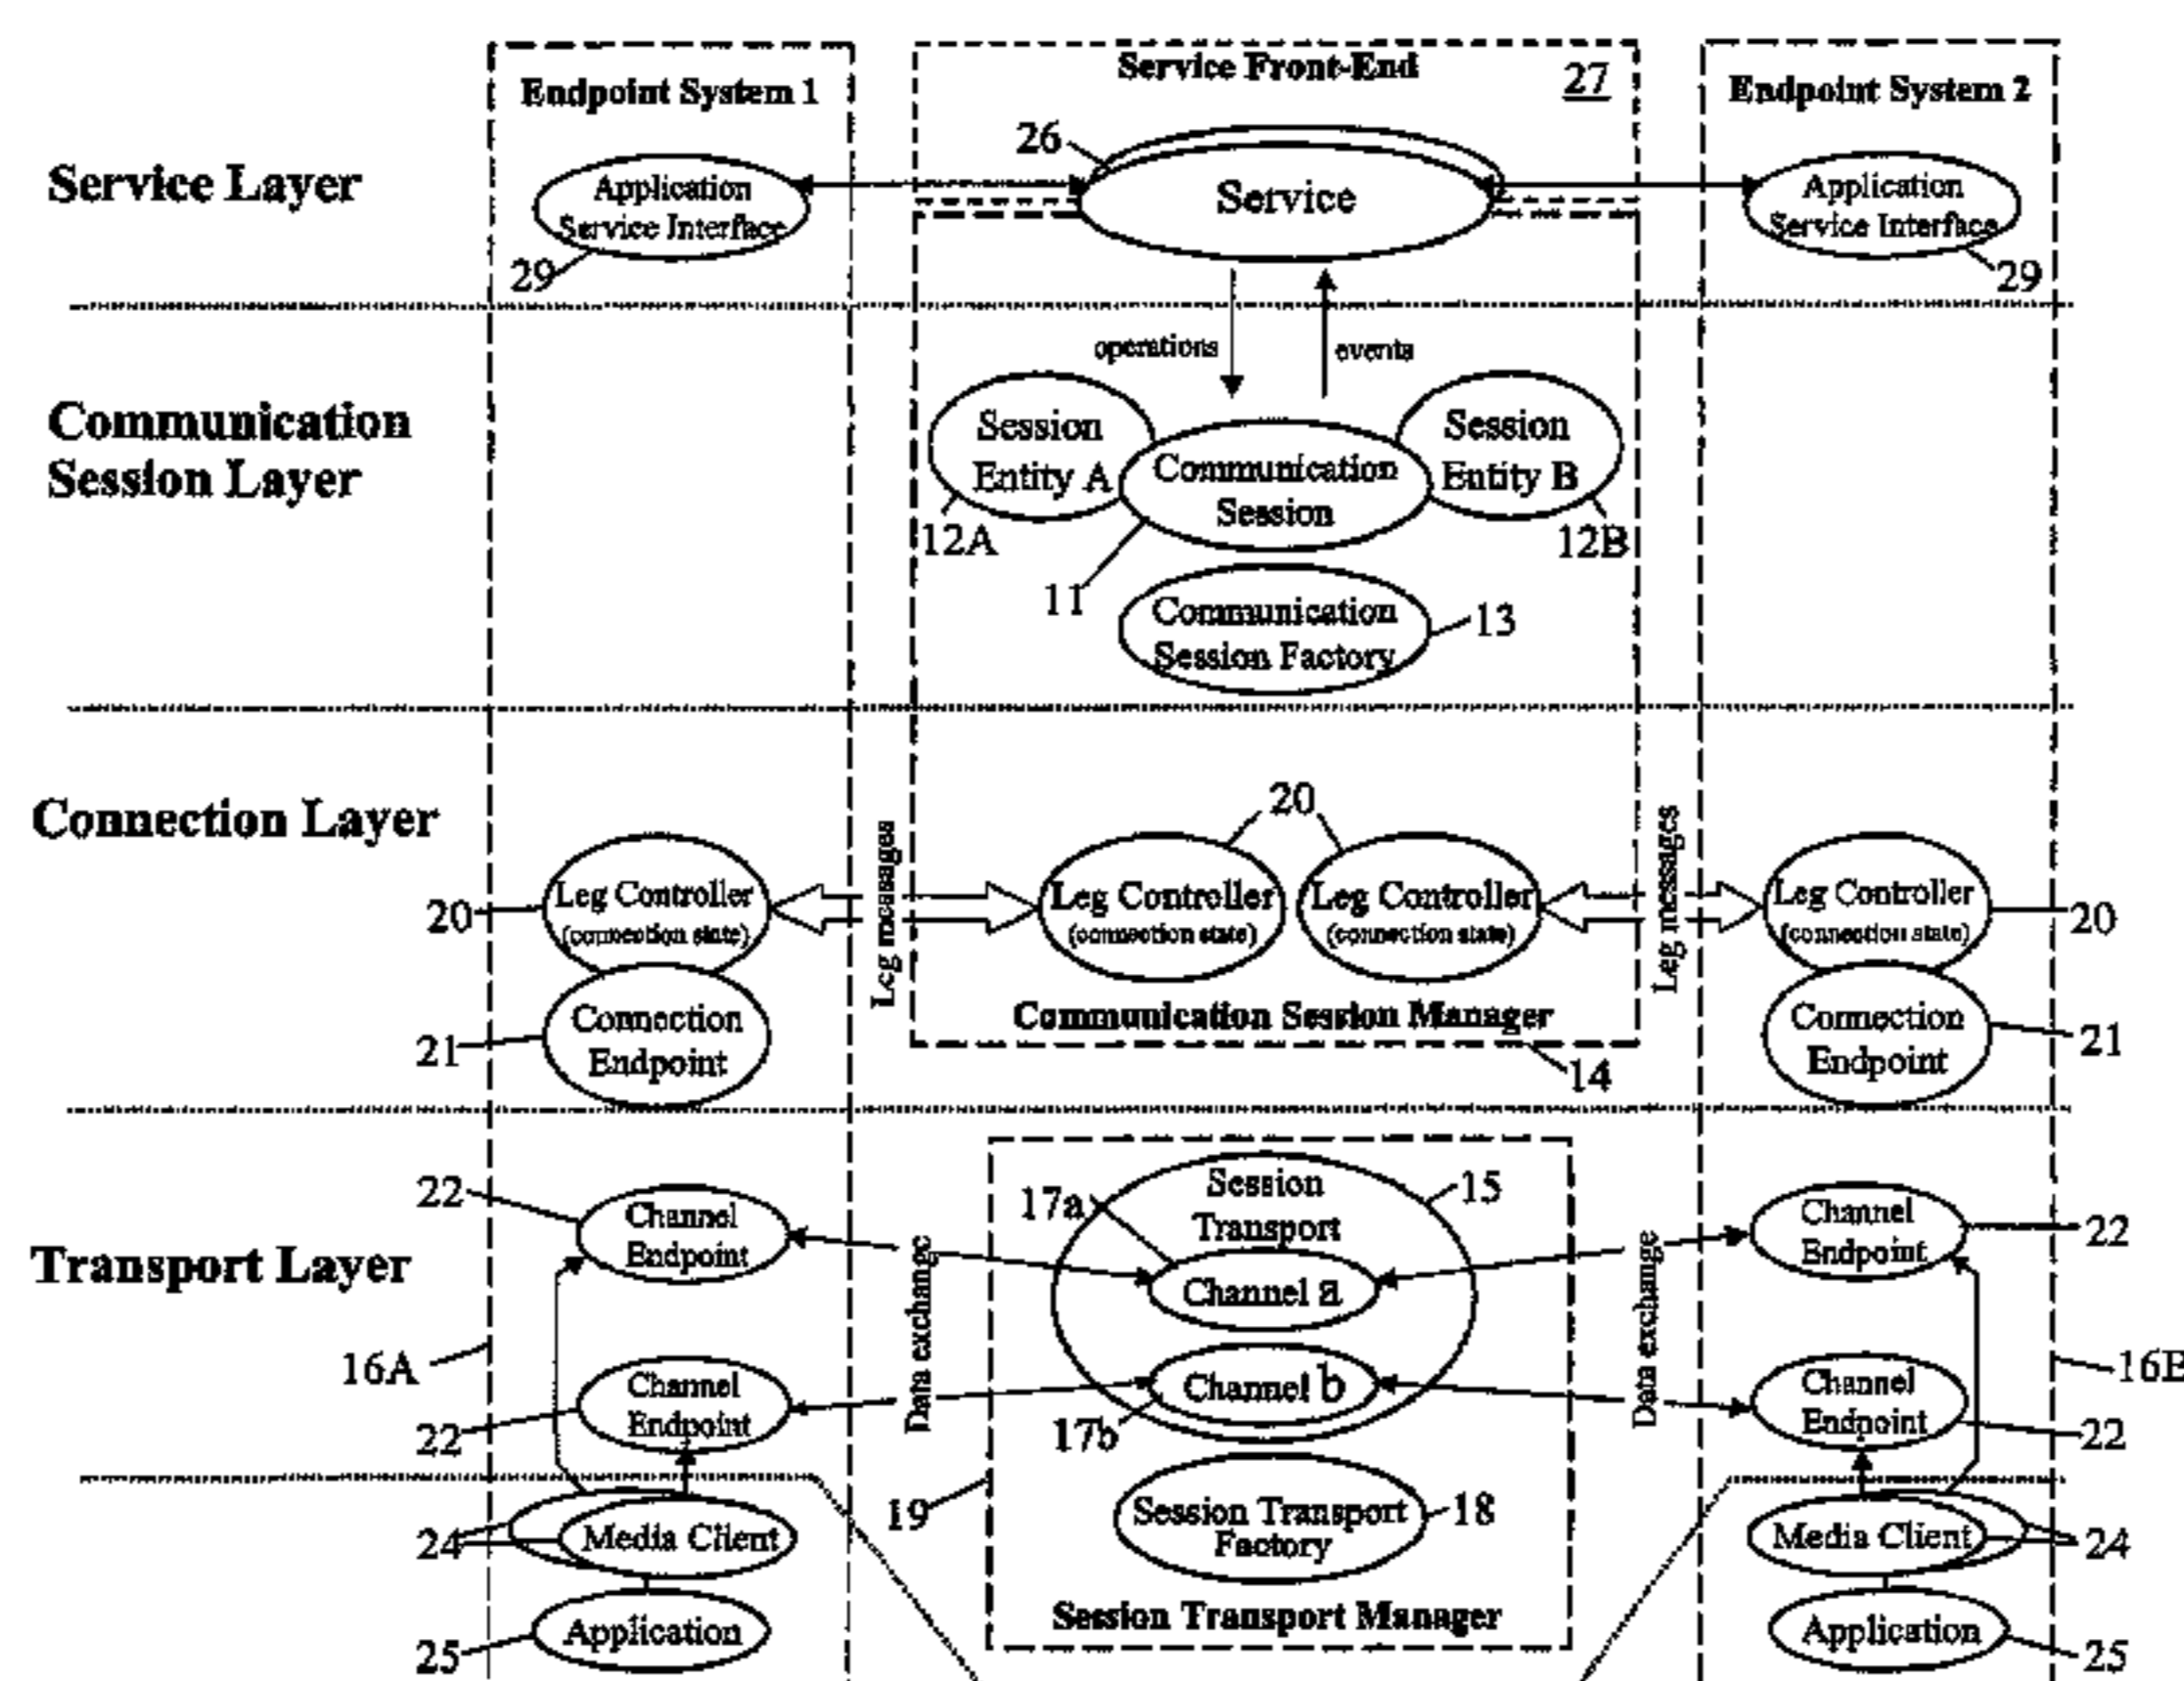 Endpoint System 1
Service Front-End
27
Endpoint System 2
26
Service Layer
Application
Service Interface
Service
Application
Service Interface
29
29
operations
events
Communication
Session Layer
Session
Entity A
Communication
Session
Session
Entity B
12A
12B
11
Communication
Session Factory
13
Connection Layer
20
Leg messages
Leg messages
Leg Controller
(connection state)
Leg Controller
(connection state)
Leg Controller
(connection state)
Leg Controller
(connection state)
20
20
Connection
Endpoint
Communication Session Manager
Connection
Endpoint
21
21
14
22
Channel
Endpoint
17a
Session
Transport
15
Channel
Endpoint
22
Transport Layer
Data exchange
Channel a
Data exchange
16A
16B
Channel
Endpoint
Channel b
Channel
Endpoint
22
17b
22
19
Session Transport
Factory
18
24
Media Client
Media Client
24
Session Transport Manager
25
Application
Application
25